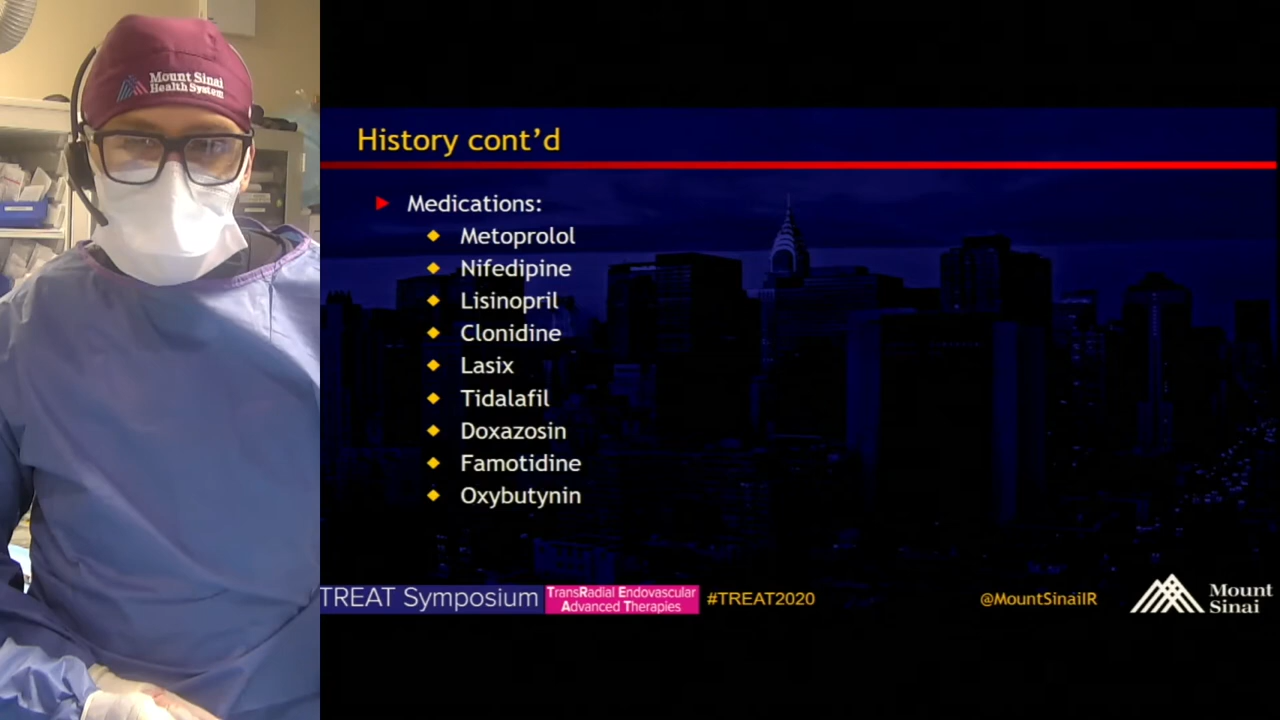 Mount Sinai
Health System
History cont’d
Medications:
Metoprolol
Nifedipine
Lisinopril
Clonidine
Lasix
Tidalafil
Doxazosin
Famotidine
Oxybutynin
TREAT Symposium
TransRadial Endovascular
Advanced Therapies
#TREAT2020
@MountSinaiIR
Mount
Sinai